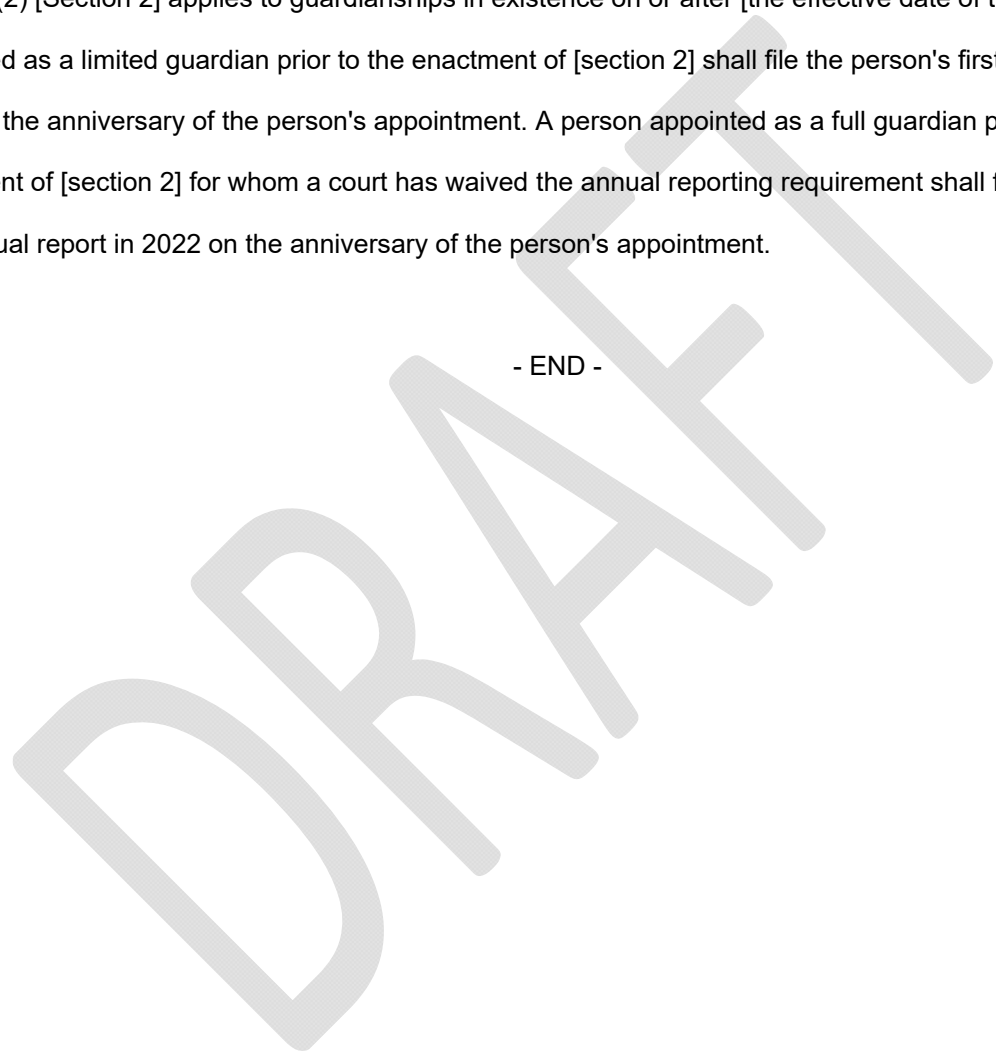 (2) [Section 2] applies to guardianships in existence on or after [the effective date of t
ed as a limited guardian prior to the enactment of [section 2] shall file the person's first
the anniversary of the person's appointment. A person appointed as a full guardian p
nt of [section 2] for whom a court has waived the annual reporting requirement shall f
ual report in 2022 on the anniversary of the person's appointment.
- END -
DRAFT